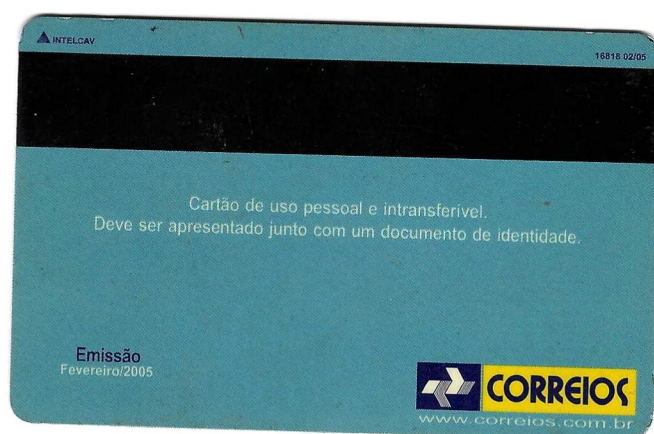 INTELCAV
16818 02/05
Cartão de uso pessoal e intransferível.
Deve ser apresentado junto com um documento de identidade.
Emissão
Fevereiro/2005
CORREIOS
www.correios.com.br